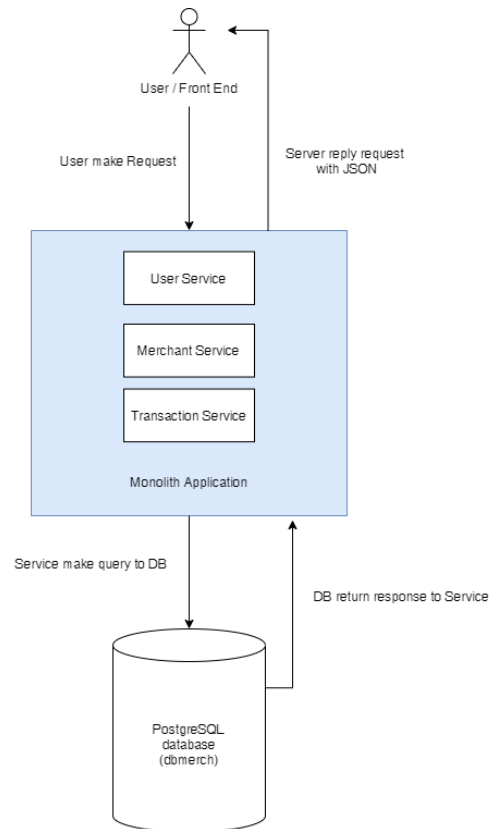 User / Front End
User make Request
Server reply request
with JSON
User Service
Merchant Service
Transaction Service
Monolith Application
Service make query to DB
DB return response to Service
PostgreSQL
database
(dbmerch)